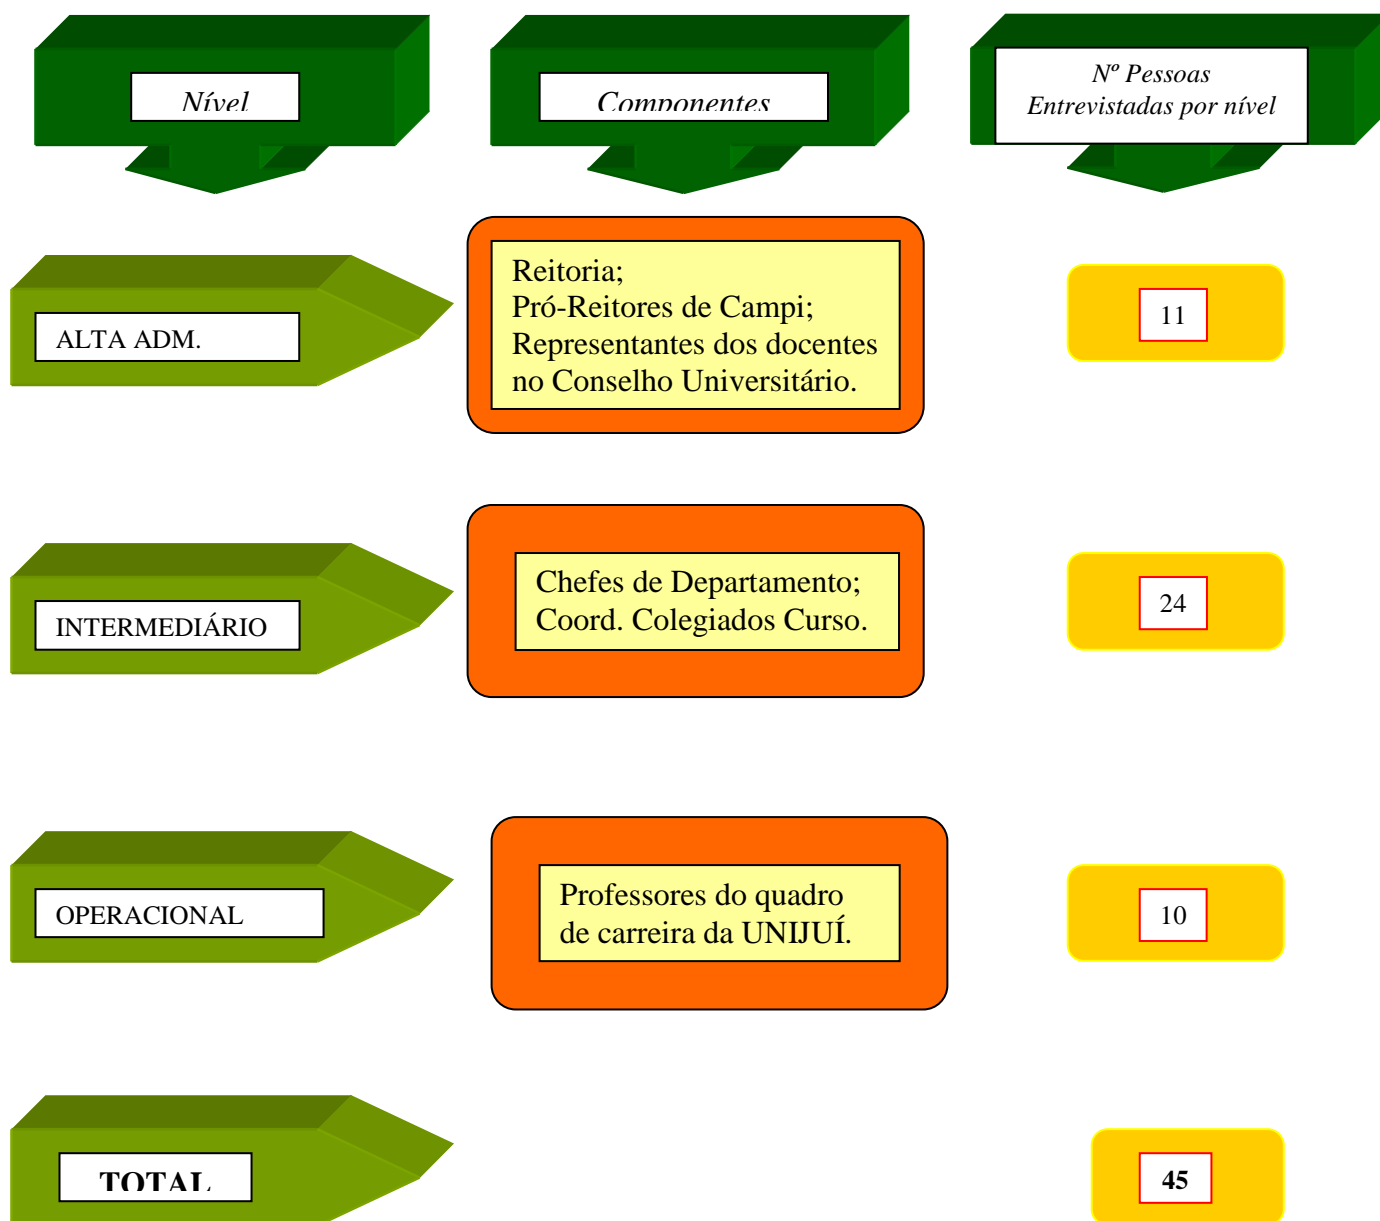 Nível
Componentes
Nº Pessoas
Entrevistadas por nível
ALTA ADM.
Reitoria;
Pró-Reitores de Campi;
Representantes dos docentes
no Conselho Universitário.
11
INTERMEDIÁRIO
Chefes de Departamento;
Coord. Colegiados Curso.
24
OPERACIONAL
Professores do quadro
de carreira da UNIJUÍ.
10
TOTAL
45